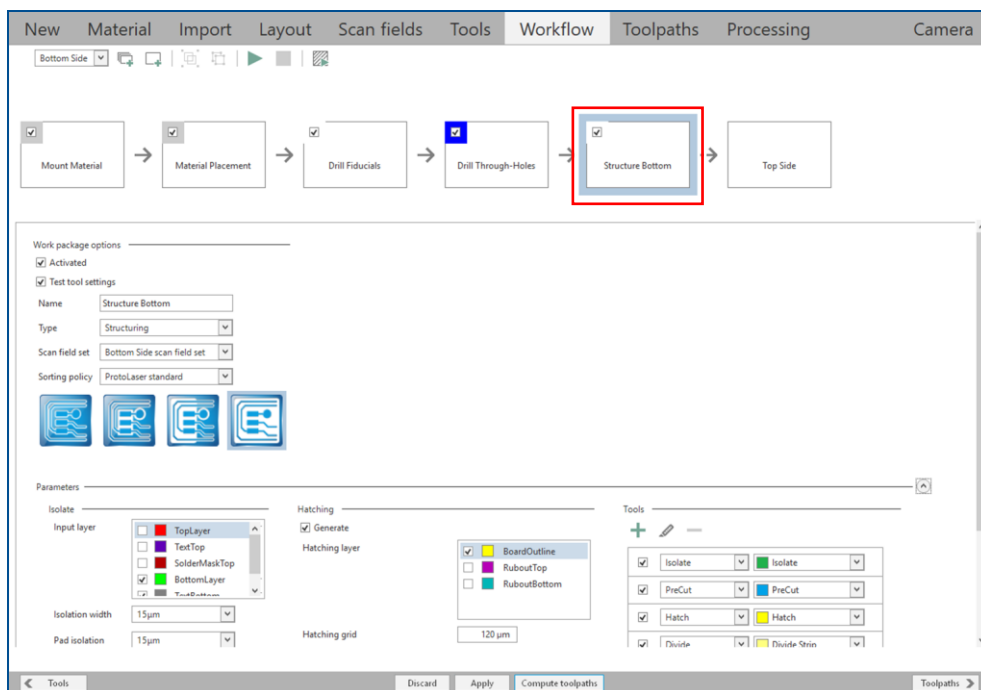 New Material Import Layout Scan fields Tools Workflow Toolpaths Processing Camera
Bottom Side
Mount Material Material Placement Drill Fiducials Drill Through-Holes Structure Bottom Top Side
Work package options
Activated
Test tool settings
Name Structure Bottom
Type Structuring
Scan field set Bottom Side scan field set
Sorting policy ProtoLaser standard
Parameters
Isolate Hatching Tools
Input layer TopLayer Generate
TextTop Hatching layer BoardOutline Isolate Isolate
SolderMaskTop RuboutTop
BottomLayer RuboutBottom PreCut PreCut
TextBottom
Isolation width 15µm Hatch Hatch
Pad isolation 15µm Hatching grid 120 µm Divide Divide Strip
Tools Discard Apply Compute toolpaths Toolpaths